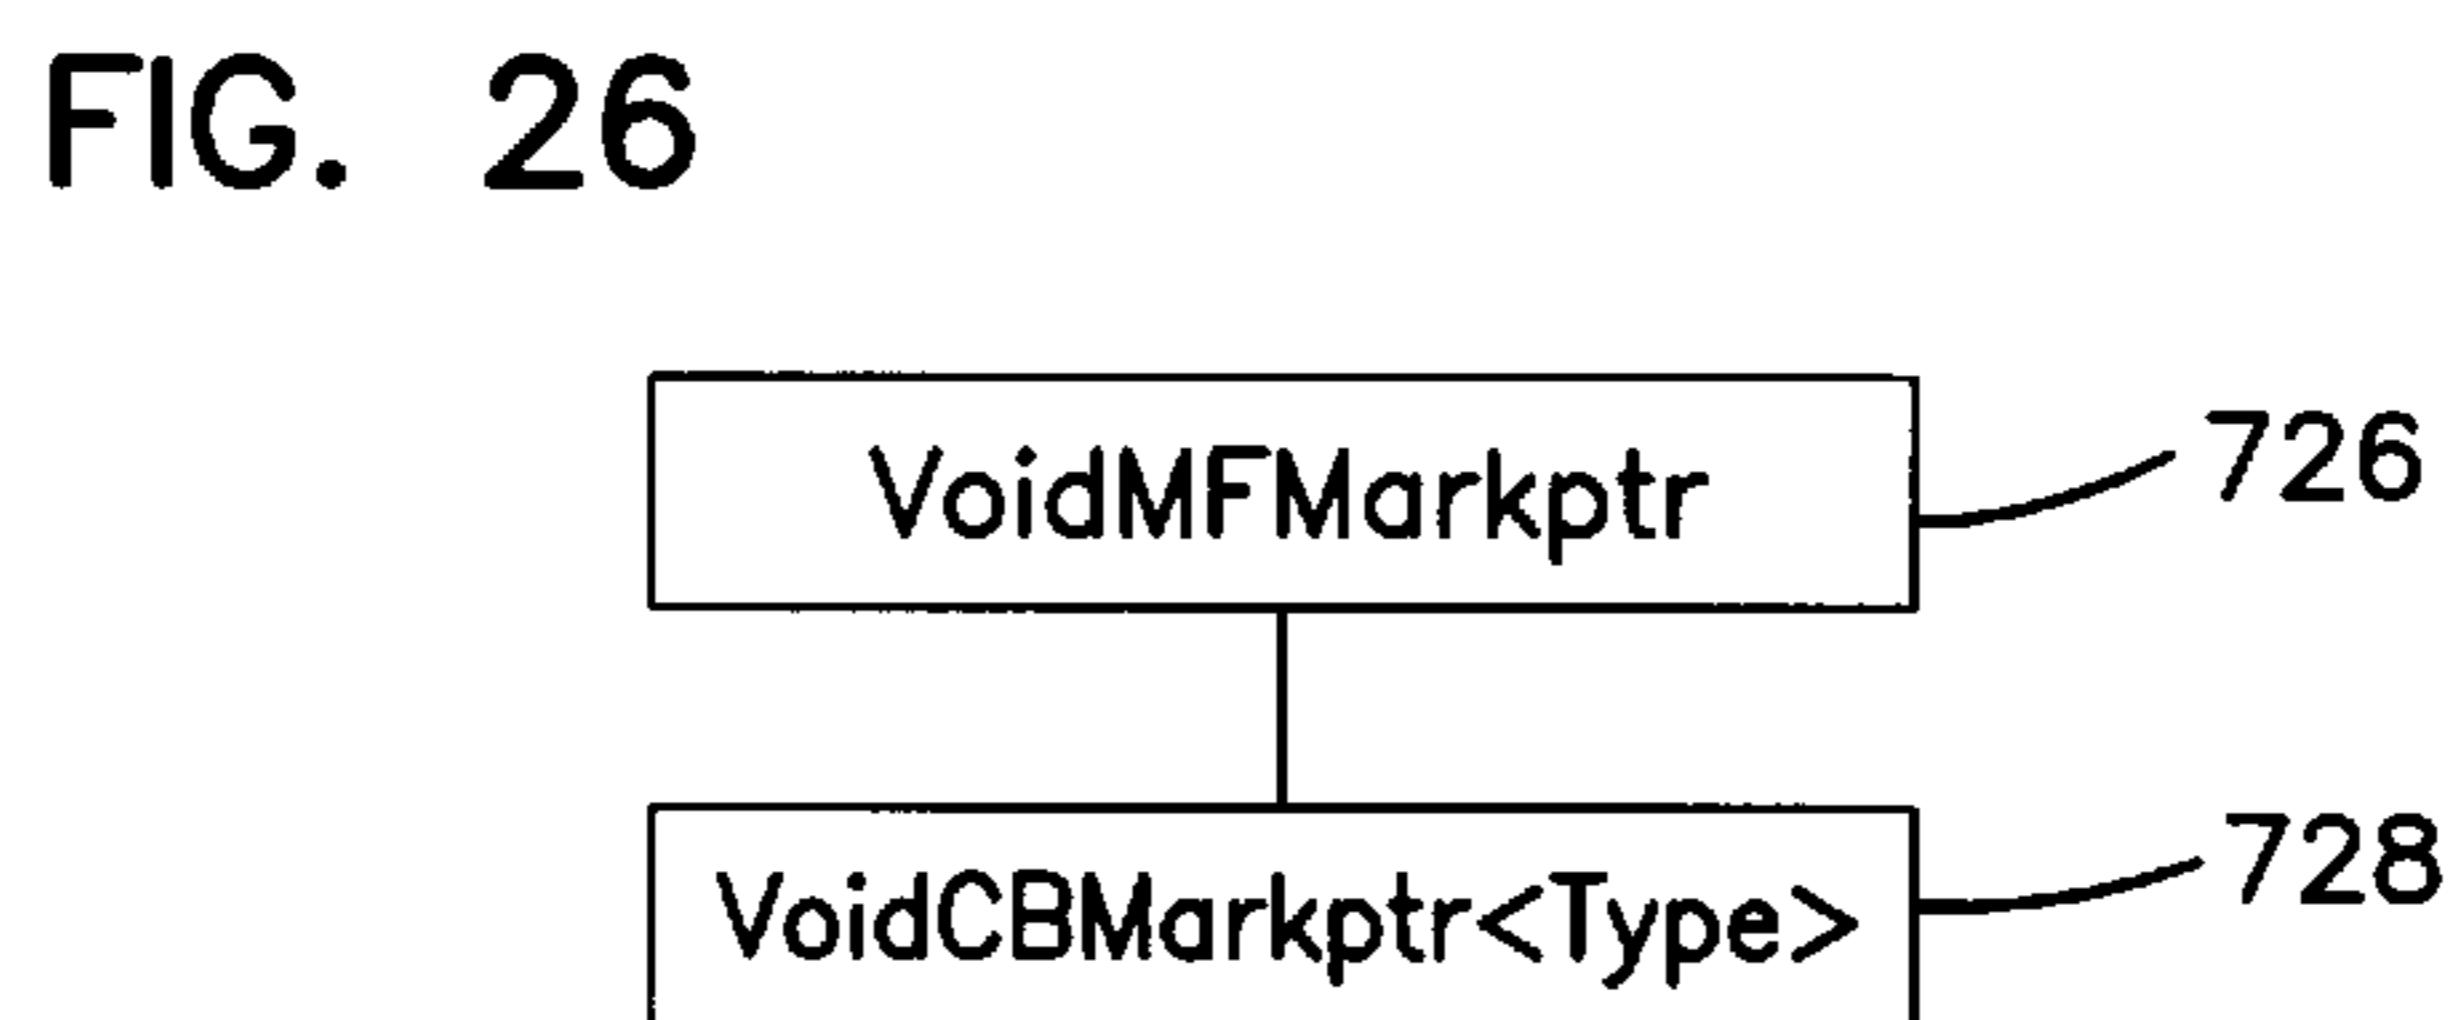 FIG. 26
VoidMFMarkptr
726
VoidCBMarkptr<Type>
728